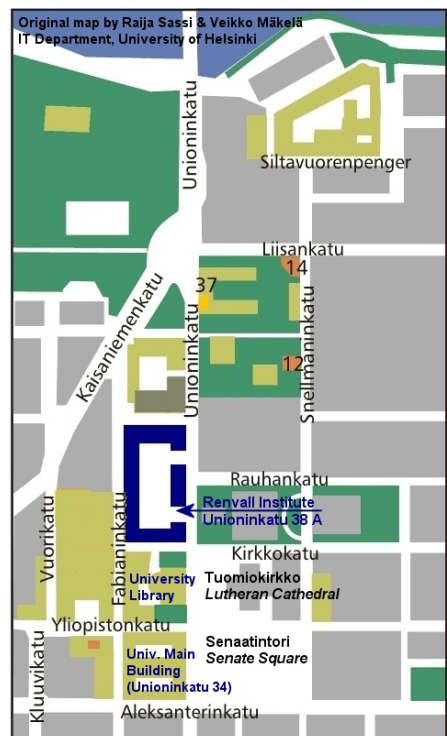 Original map by Raija Sassi & Veikko Mäkelä
IT Department, University of Helsinki
Unioninkatu
Siltavuorenpenger
Liisankatu
14
37
Kaisaniemenkatu
Unioninkatu
Snellmaninkatu
12
Rauhankatu
Renvall Institute
Unioninkatu 38 A
Kirkkokatu
Vuorikatu
Fabianinkatu
University
Library
Tuomiokirkko
Lutheran Cathedral
Yliopistonkatu
Senaatintori
Senate Square
Kluuvikatu
Univ. Main
Building
(Unioninkatu 34)
Aleksanterinkatu